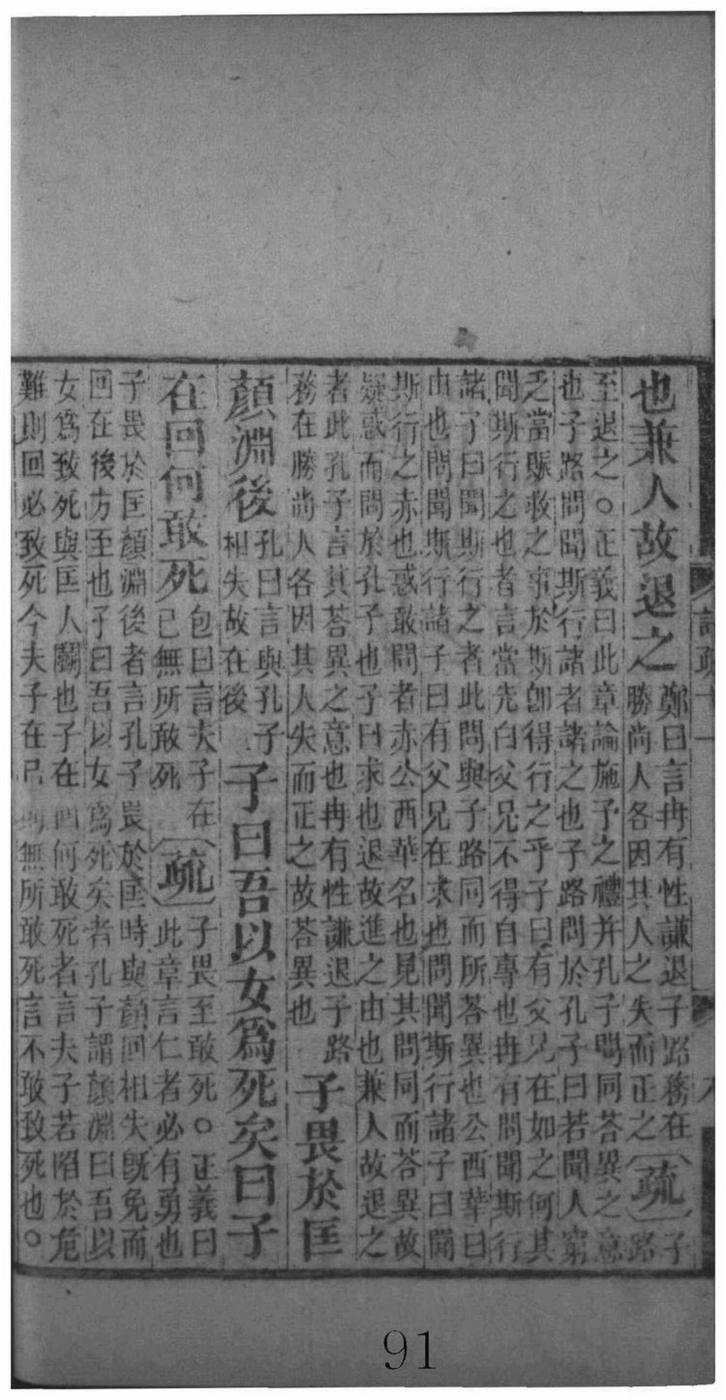 也兼人故退之鄭曰言冉有性謙退子路務在
勝尚人各因其人之失而正之疏子路
至退之○正義曰此章論施予之禮并孔子問同荅異之意
也子路問聞斯行諸者諸之也子路問於孔子曰若聞人窮
乏當賑救之事於斯卽得行之乎子曰有父兄在如之何其
聞斯行之也者言當先白父兄不得自專也冉有問聞斯行
諸子曰聞斯行之者此問與子路同而所荅異也公西華曰
由也問聞斯行諸子曰有父兄在求也問聞斯行諸子曰聞
斯行之赤也惑敢問者赤公西華名也見其問同而荅異故
疑惑而問於孔子也子曰求也退故進之由也兼人故退之
者此孔子言其荅異之意也冉有性謙退子路
務在勝尚人各因其人失而正之故荅異也
子畏於匡
顏淵後孔曰言與孔子
相失故在後子曰吾以女爲死矣曰子
在回何敢死包曰言夫子在
己無所敢死疏子畏至敢死○正義曰
此章言仁者必有勇也
子畏於匡顏淵後者言孔子畏於匡時與顏回相失旣免而
回在後方至也子曰吾以女爲死矣者孔子謂顏淵曰吾以
女爲致死與匡人鬭也子在回何敢死者言夫子若陷於危
難則回必致死今夫子在己則無所敢死言不敢致死也○
91